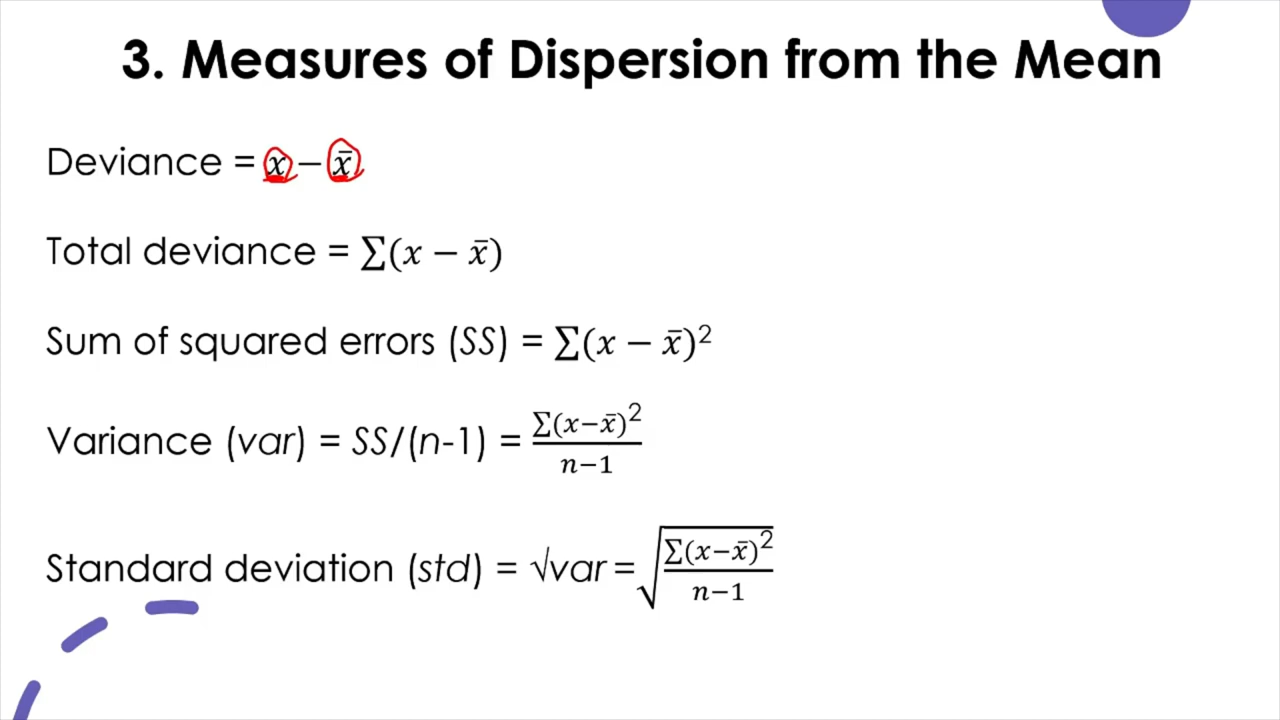 3. Measures of Dispersion from the Mean
Deviance = x − x̄
Total deviance = ∑(x − x̄)
Sum of squared errors (SS) = ∑(x − x̄)²
Variance (var) = SS/(n-1) = ∑(x−x̄)² / n−1
Standard deviation (std) = √var = √(∑(x−x̄)² / n−1)